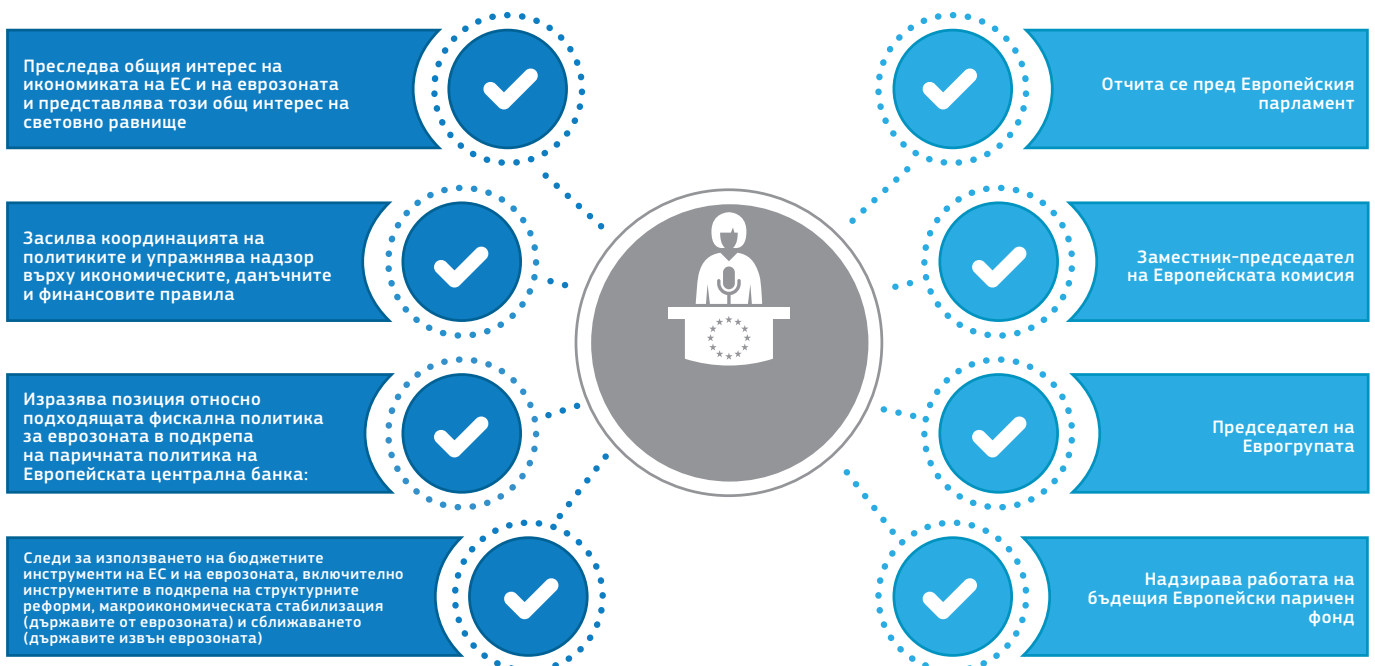 Преследва общия интерес на
икономиката на ЕС и на еврозоната
и представлява този общ интерес на
световно равнище
Засилва координацията на
политиките и упражнява надзор
върху икономическите, данъчните
и финансовите правила
Изразява позиция относно
подходящата фискална политика
за еврозоната в подкрепа
на паричната политика на
Европейската централна банка:
Следи за използването на бюджетните
инструменти на ЕС и на еврозоната, включително
инструментите в подкрепа на структурните
реформи, макроикономическата стабилизация
(държавите от еврозоната) и сближаването
(държавите извън еврозоната)
Отчита се пред Европейския
парламент
Заместник-председател
на Европейската комисия
Председател на
Еврогрупата
Надзирава работата на
бъдещия Европейски паричен
фонд